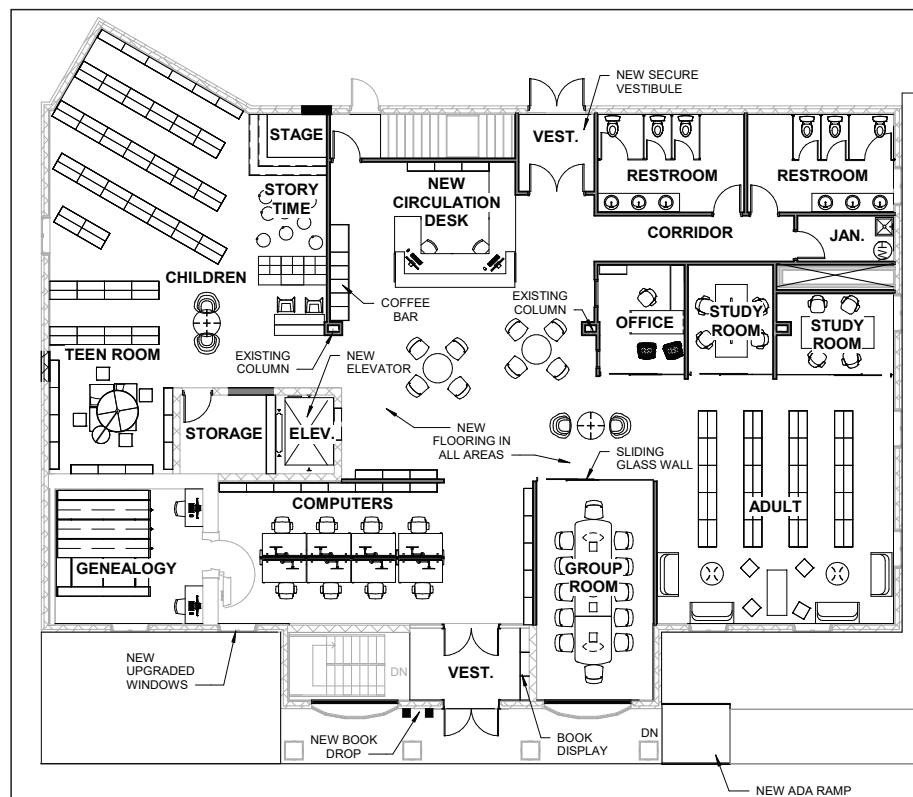 NEW SECURE
VESTIBULE
STAGE
VEST.
NEW
CIRCULATION
DESK
RESTROOM
RESTROOM
STORY
TIME
CORRIDOR
JAN.
WH
CHILDREN
COFFEE
BAR
EXISTING
COLUMN
OFFICE
STUDY
ROOM
STUDY
ROOM
TEEN ROOM
EXISTING
COLUMN
NEW
ELEVATOR
STORAGE
ELEV.
NEW
FLOORING IN
ALL AREAS
SLIDING
GLASS WALL
COMPUTERS
ADULT
GENEALOGY
GROUP
ROOM
NEW
UPGRADED
WINDOWS
DN
VEST.
NEW BOOK
DROP
BOOK
DISPLAY
DN
NEW ADA RAMP